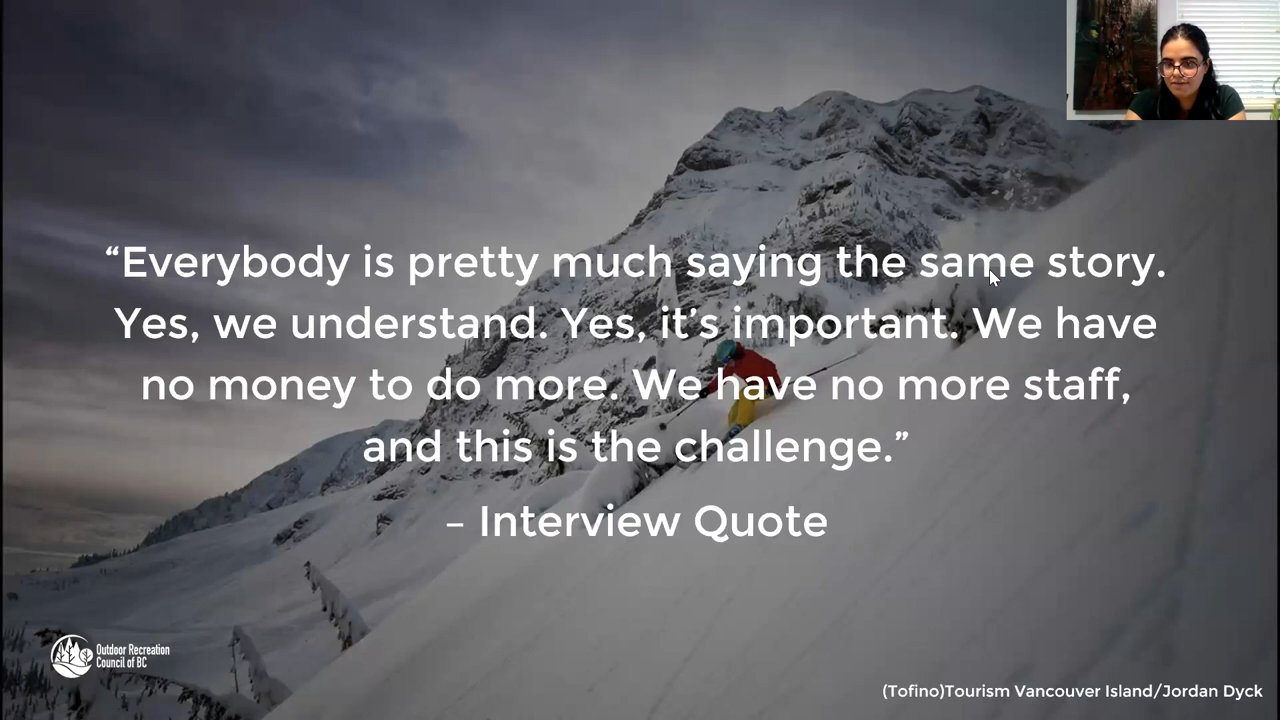 “Everybody is pretty much saying the same story.
Yes, we understand. Yes, it’s important. We have
no money to do more. We have no more staff,
and this is the challenge.”
– Interview Quote
Outdoor Recreation
Council of BC
(Tofino)Tourism Vancouver Island/Jordan Dyck